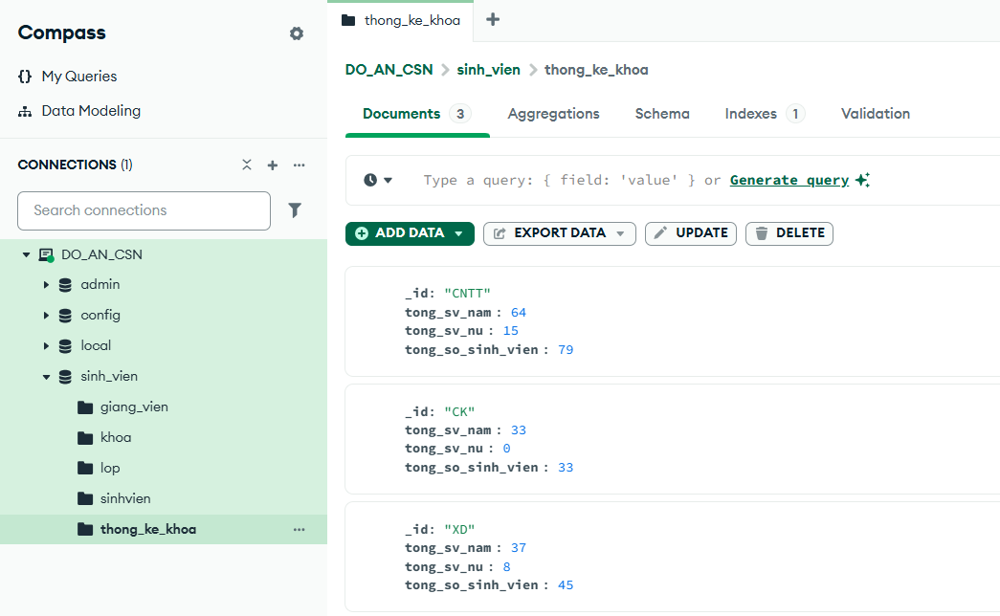 Compass
My Queries
Data Modeling
CONNECTIONS (1)
Search connections
DO_AN_CSN
admin
config
local
sinh_vien
giang_vien
khoa
lop
sinhvien
thong_ke_khoa
thong_ke_khoa
DO_AN_CSN > sinh_vien > thong_ke_khoa
Documents 3 Aggregations Schema Indexes 1 Validation
Type a query: { field: 'value' } or Generate query
ADD DATA EXPORT DATA UPDATE DELETE
_id: "CNTT"
tong_sv_nam : 64
tong_sv_nu : 15
tong_so_sinh_vien : 79
_id: "CK"
tong_sv_nam : 33
tong_sv_nu : 0
tong_so_sinh_vien : 33
_id: "XD"
tong_sv_nam : 37
tong_sv_nu : 8
tong_so_sinh_vien : 45